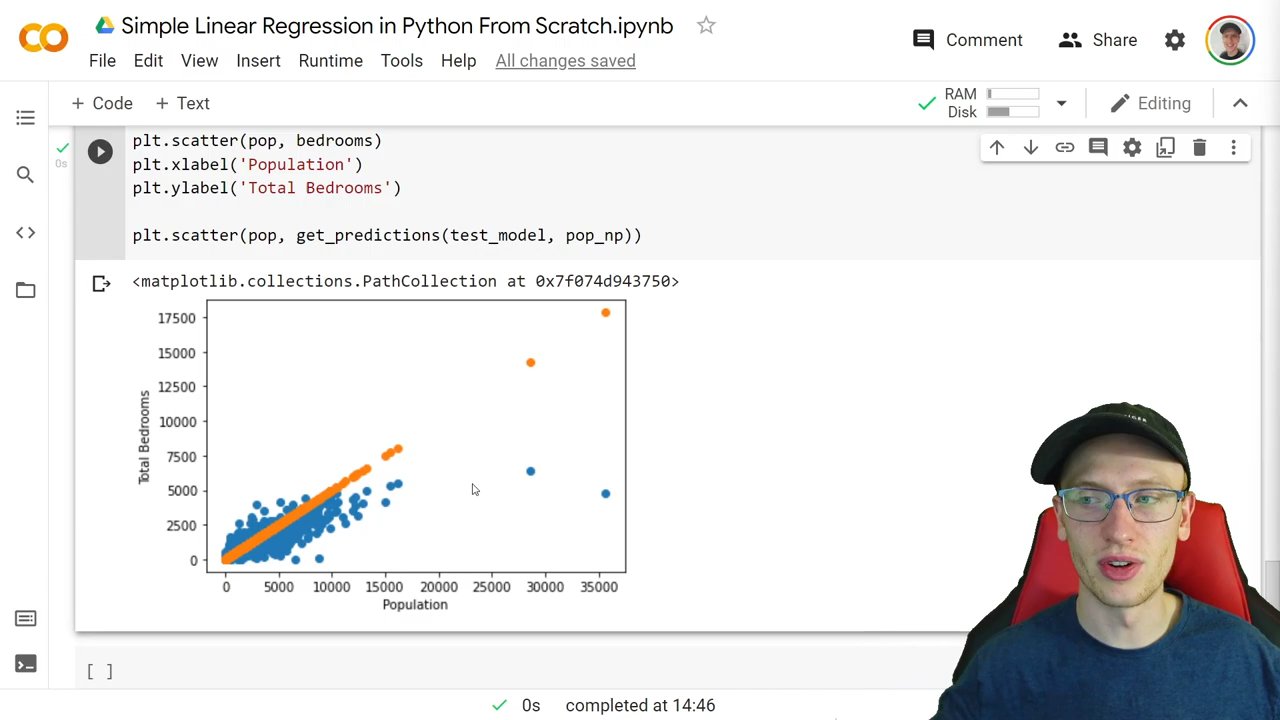 Simple Linear Regression in Python From Scratch.ipynb
Comment
Share
File Edit View Insert Runtime Tools Help All changes saved
+ Code + Text
RAM
Disk
Editing
plt.scatter(pop, bedrooms)
0s
plt.xlabel('Population')
plt.ylabel('Total Bedrooms')
plt.scatter(pop, get_predictions(test_model, pop_np))
<matplotlib.collections.PathCollection at 0x7f074d943750>
17500
15000
12500
10000
7500
5000
2500
0
Total Bedrooms
0 5000 10000 15000 20000 25000 30000 35000
Population
[ ]
0s completed at 14:46